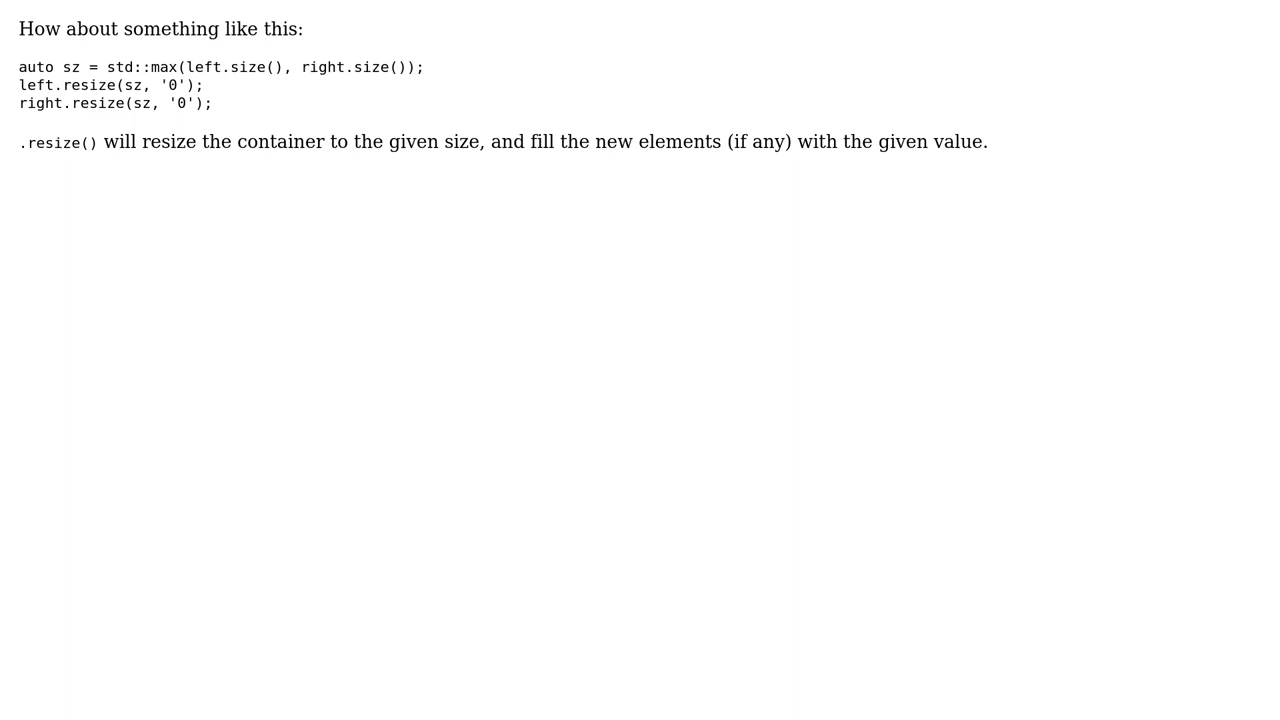 How about something like this:
auto sz = std::max(left.size(), right.size());
left.resize(sz, '0');
right.resize(sz, '0');
.resize() will resize the container to the given size, and fill the new elements (if any) with the given value.